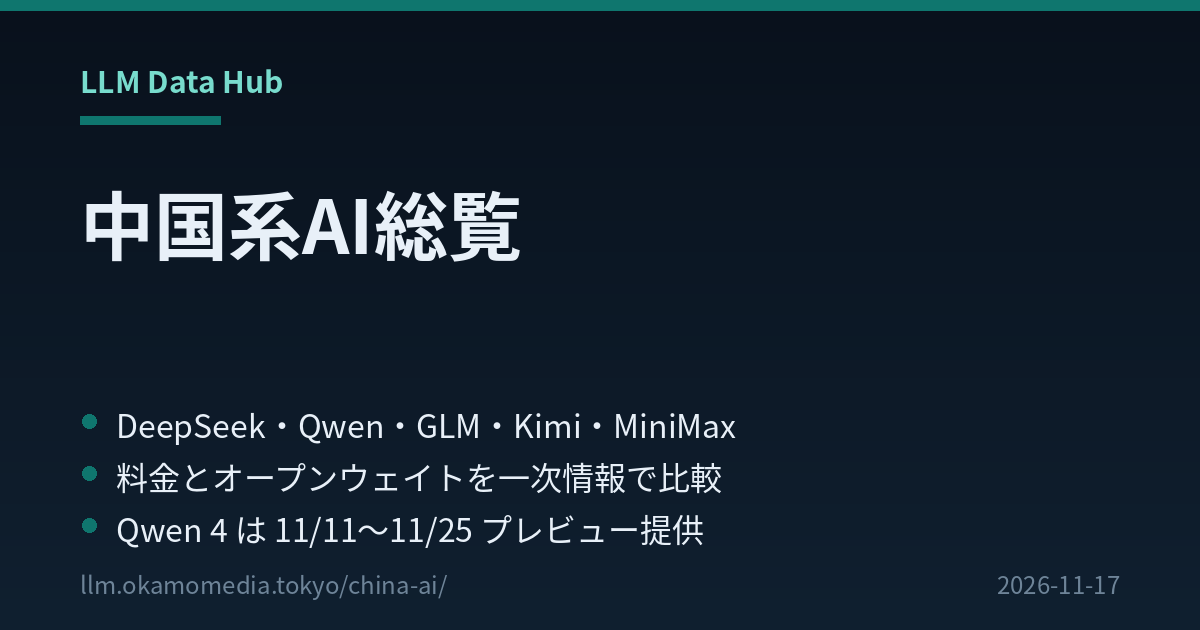 LLM Data Hub
中国系AI総覧
DeepSeek・Qwen・GLM・Kimi・MiniMax
料金とオープンウェイトを一次情報で比較
Qwen 4 は 11/11〜11/25 プレビュー提供
llm.okamomedia.tokyo/china-ai/
2026-11-17